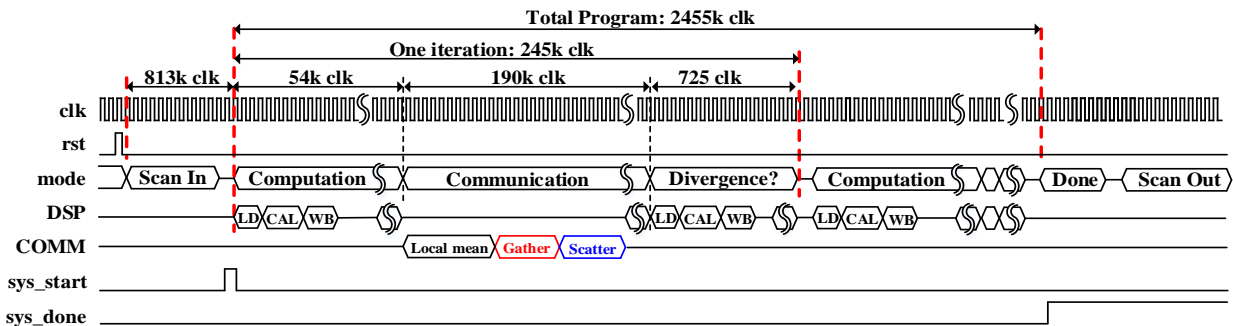 Total Program: 2455k clk
One iteration: 245k clk
813k clk 54k clk 190k clk 725 clk
clk
rst
mode Scan In Computation Communication Divergence? Computation Done Scan Out
DSP LD CAL WB LD CAL WB LD CAL WB
COMM Local mean Gather Scatter
sys_start
sys_done